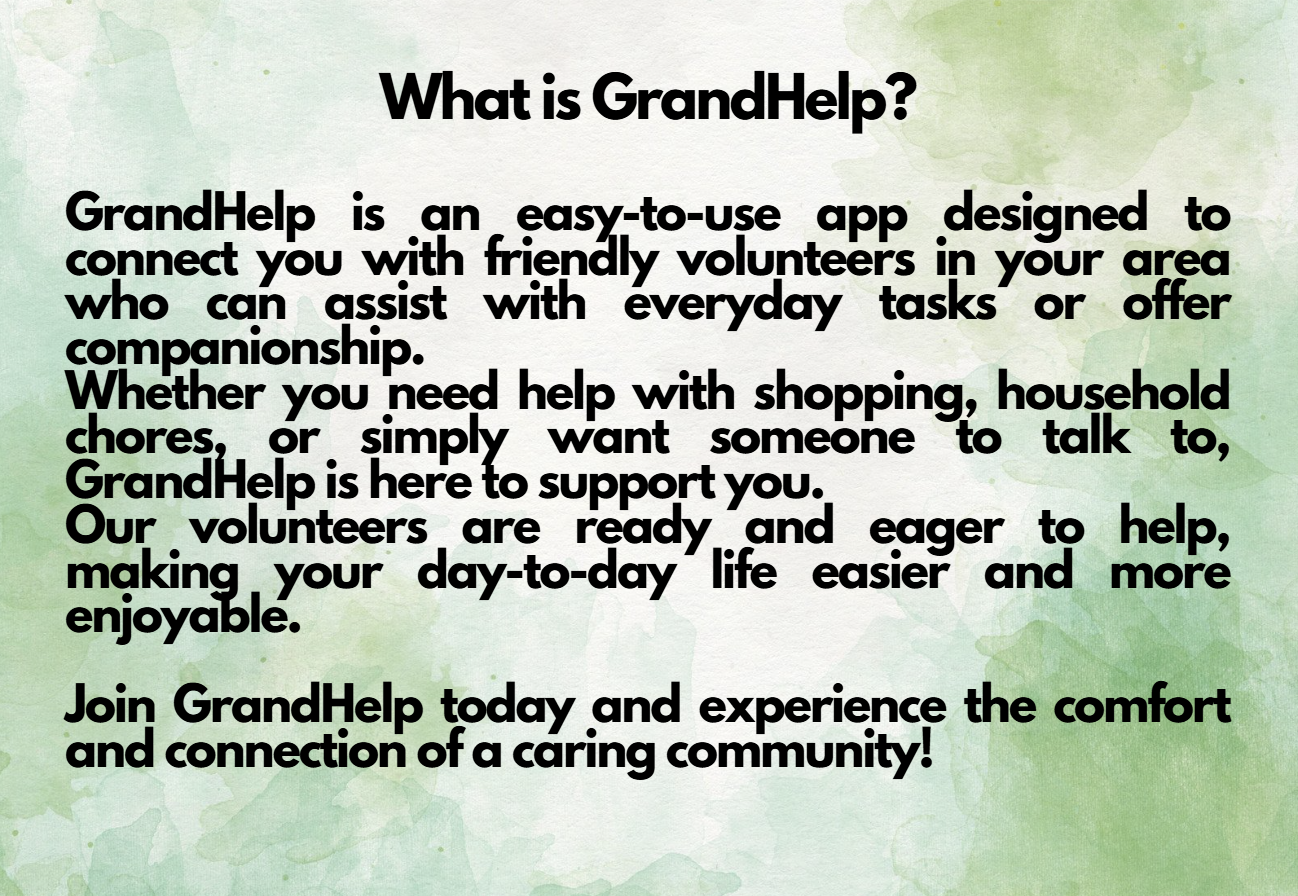 What is GrandHelp?
GrandHelp is an easy-to-use app designed to
connect you with friendly volunteers in your area
who can assist with everyday tasks or offer
companionship.
Whether you need help with shopping, household
chores, or simply want someone to talk to,
GrandHelp is here to support you.
Our volunteers are ready and eager to help,
making your day-to-day life easier and more
enjoyable.
Join GrandHelp today and experience the comfort
and connection of a caring community!